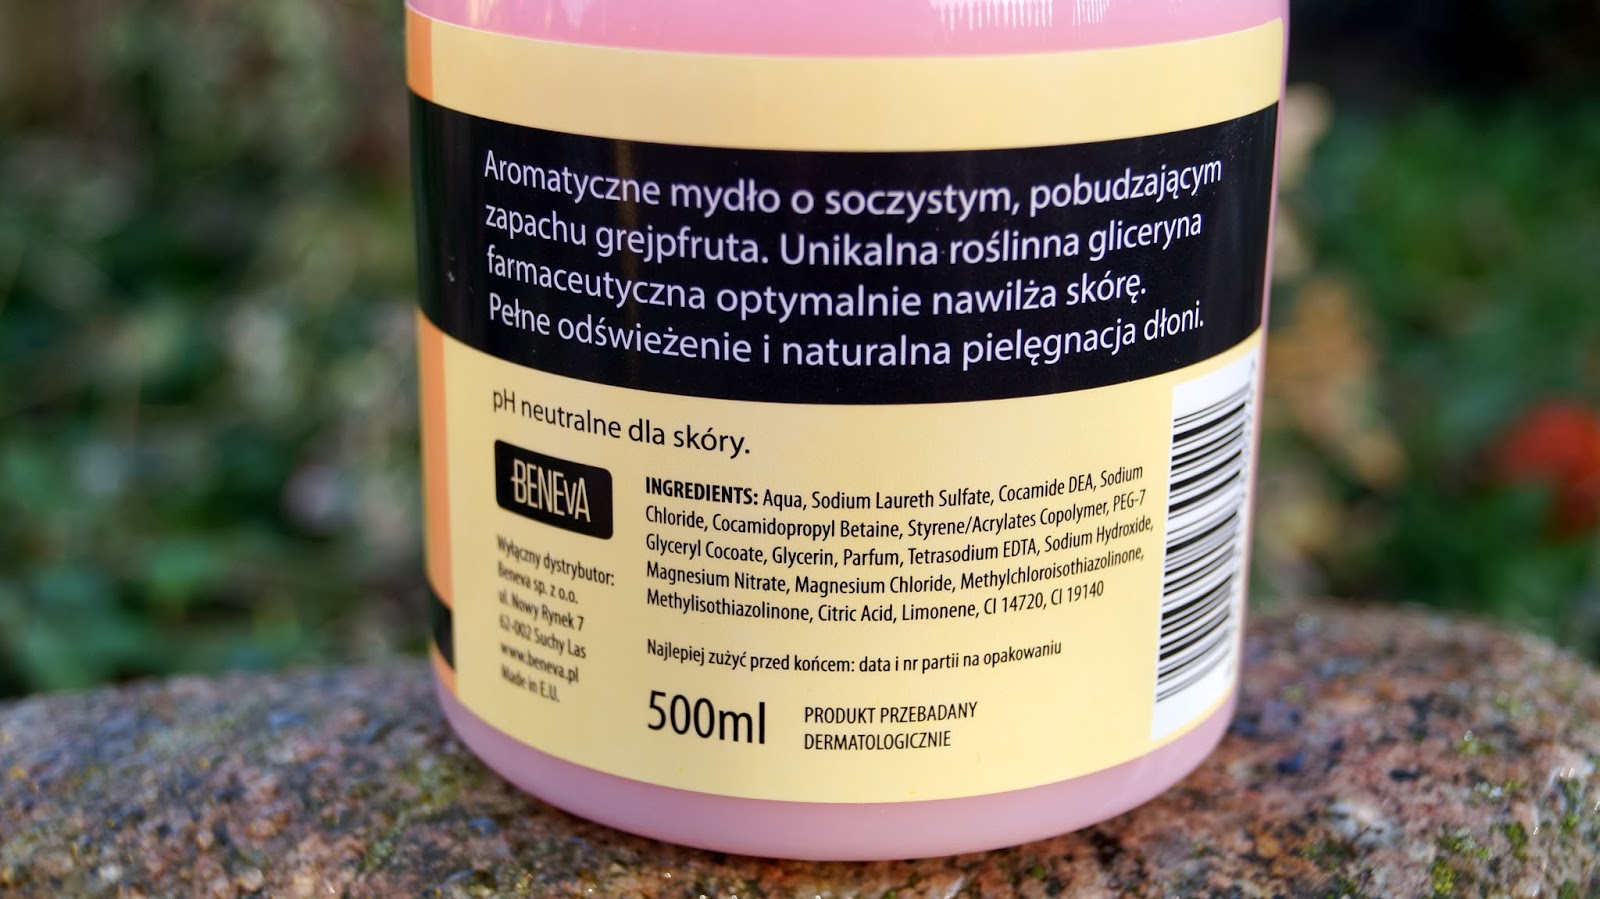 Aromatyczne mydło o soczystym, pobudzającym
zapachu grejpfruta. Unikalna roślinna gliceryna
farmaceutyczna optymalnie nawilża skórę.
Pełne odświeżenie i naturalna pielęgnacja dłoni.
pH neutralne dla skóry.
BENEVA
Wyłączny dystrybutor:
Beneva sp. z o.o.
ul. Nowy Rynek 7
62-002 Suchy Las
www.beneva.pl
Made in E.U.
INGREDIENTS: Aqua, Sodium Laureth Sulfate, Cocamide DEA, Sodium
Chloride, Cocamidopropyl Betaine, Styrene/Acrylates Copolymer, PEG-7
Glyceryl Cocoate, Glycerin, Parfum, Tetrasodium EDTA, Sodium Hydroxide,
Magnesium Nitrate, Magnesium Chloride, Methylchloroisothiazolinone,
Methylisothiazolinone, Citric Acid, Limonene, CI 14720, CI 19140
Najlepiej zużyć przed końcem: data i nr partii na opakowaniu
500ml
PRODUKT PRZEBADANY
DERMATOLOGICZNIE